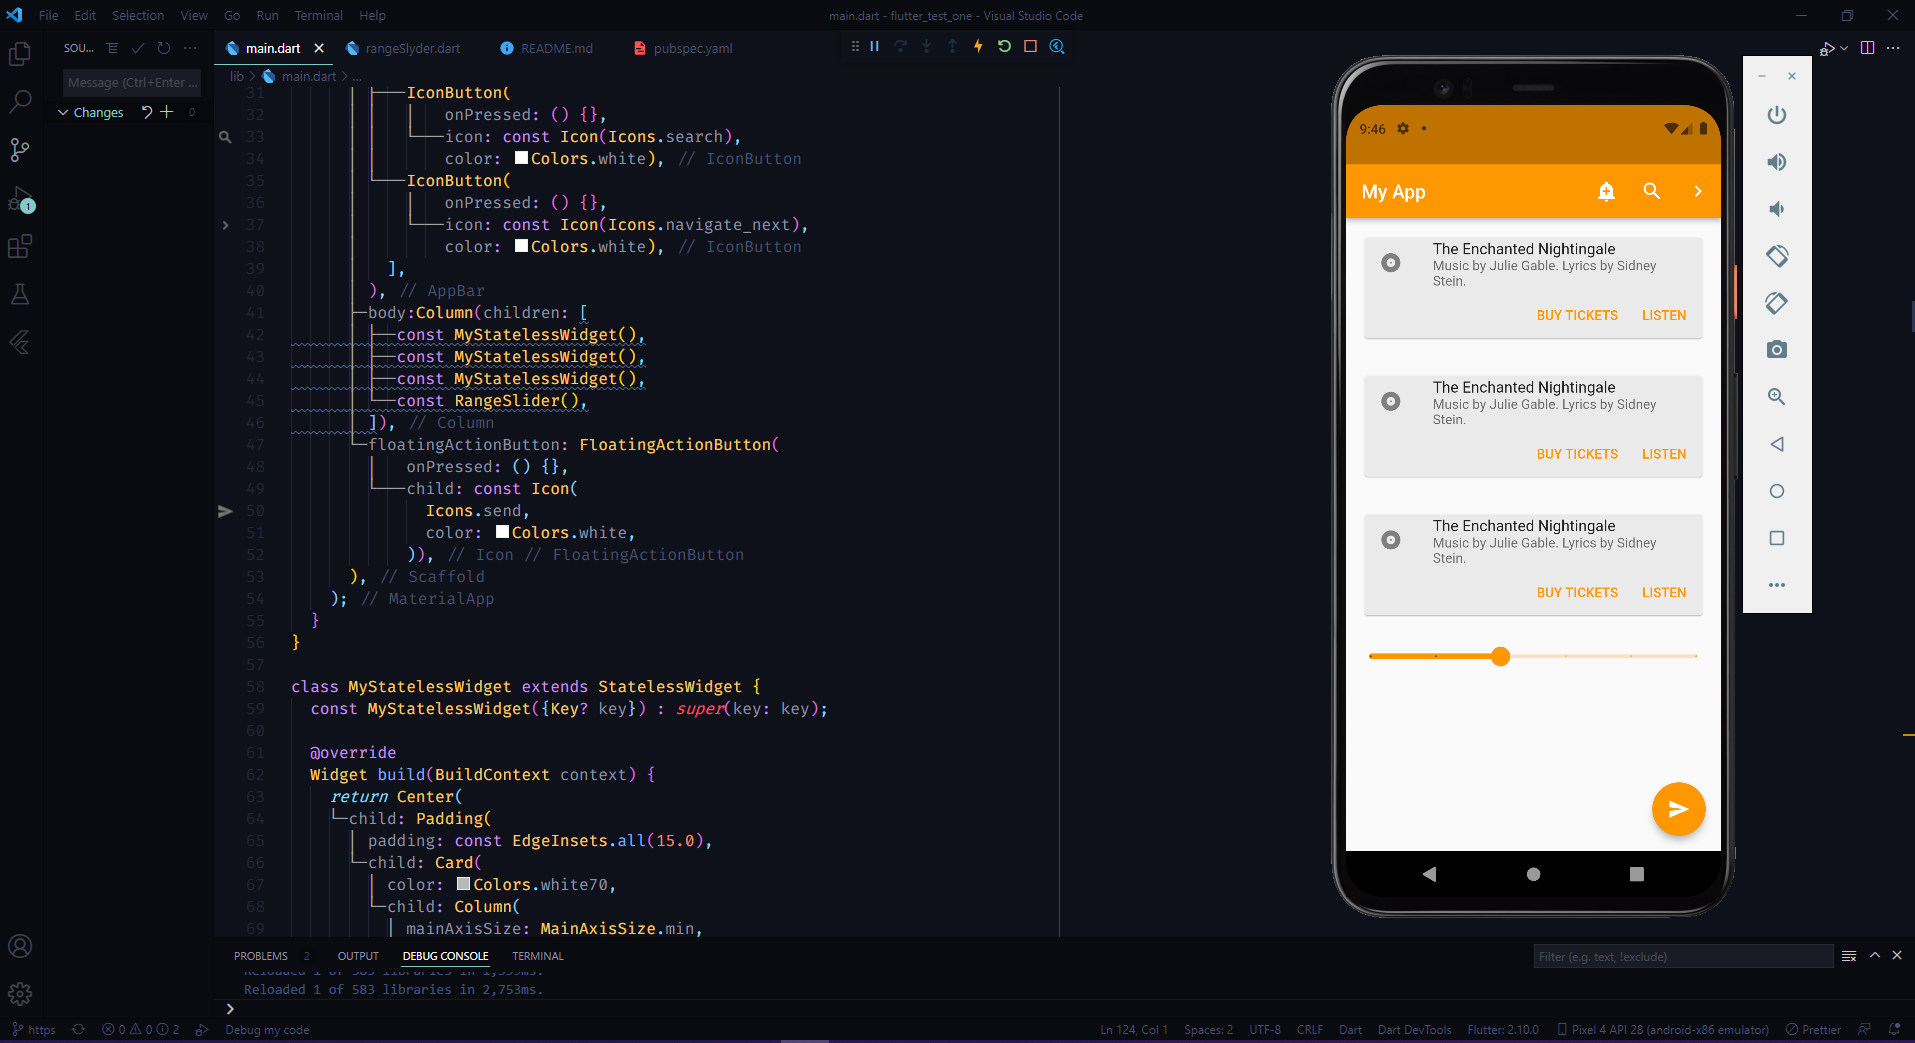 File Edit Selection View Go Run Terminal Help
main.dart - flutter_test_one - Visual Studio Code
SOU...
main.dart
rangeSlyder.dart
README.md
pubspec.yaml
lib > main.dart > ...
Message (Ctrl+Enter ...
Changes 0
1
31 IconButton(
32 onPressed: () {},
33 icon: const Icon(Icons.search),
34 color: Colors.white), // IconButton
35 IconButton(
36 onPressed: () {},
37 icon: const Icon(Icons.navigate_next),
38 color: Colors.white), // IconButton
39 ],
40 ), // AppBar
41 body:Column(children: [
42 const MyStatelessWidget(),
43 const MyStatelessWidget(),
44 const MyStatelessWidget(),
45 const RangeSlider(),
46 ]), // Column
47 floatingActionButton: FloatingActionButton(
48 onPressed: () {},
49 child: const Icon(
50 Icons.send,
51 color: Colors.white,
52 )), // Icon // FloatingActionButton
53 ), // Scaffold
54 ); // MaterialApp
55 }
56 }
57
58 class MyStatelessWidget extends StatelessWidget {
59 const MyStatelessWidget({Key? key}) : super(key: key);
60
61 @override
62 Widget build(BuildContext context) {
63 return Center(
64 child: Padding(
65 padding: const EdgeInsets.all(15.0),
66 child: Card(
67 color: Colors.white70,
68 child: Column(
69 mainAxisSize: MainAxisSize.min,
9:46
My App
The Enchanted Nightingale
Music by Julie Gable. Lyrics by Sidney
Stein.
BUY TICKETS LISTEN
The Enchanted Nightingale
Music by Julie Gable. Lyrics by Sidney
Stein.
BUY TICKETS LISTEN
The Enchanted Nightingale
Music by Julie Gable. Lyrics by Sidney
Stein.
BUY TICKETS LISTEN
PROBLEMS 2 OUTPUT DEBUG CONSOLE TERMINAL
Filter (e.g. text, !exclude)
Reloaded 1 of 583 libraries in
Reloaded 1 of 583 libraries in 2,753ms.
https 0 0 2 Debug my code
Ln 124, Col 1 Spaces: 2 UTF-8 CRLF Dart Dart DevTools Flutter: 2.10.0 Pixel 4 API 28 (android-x86 emulator) Prettier